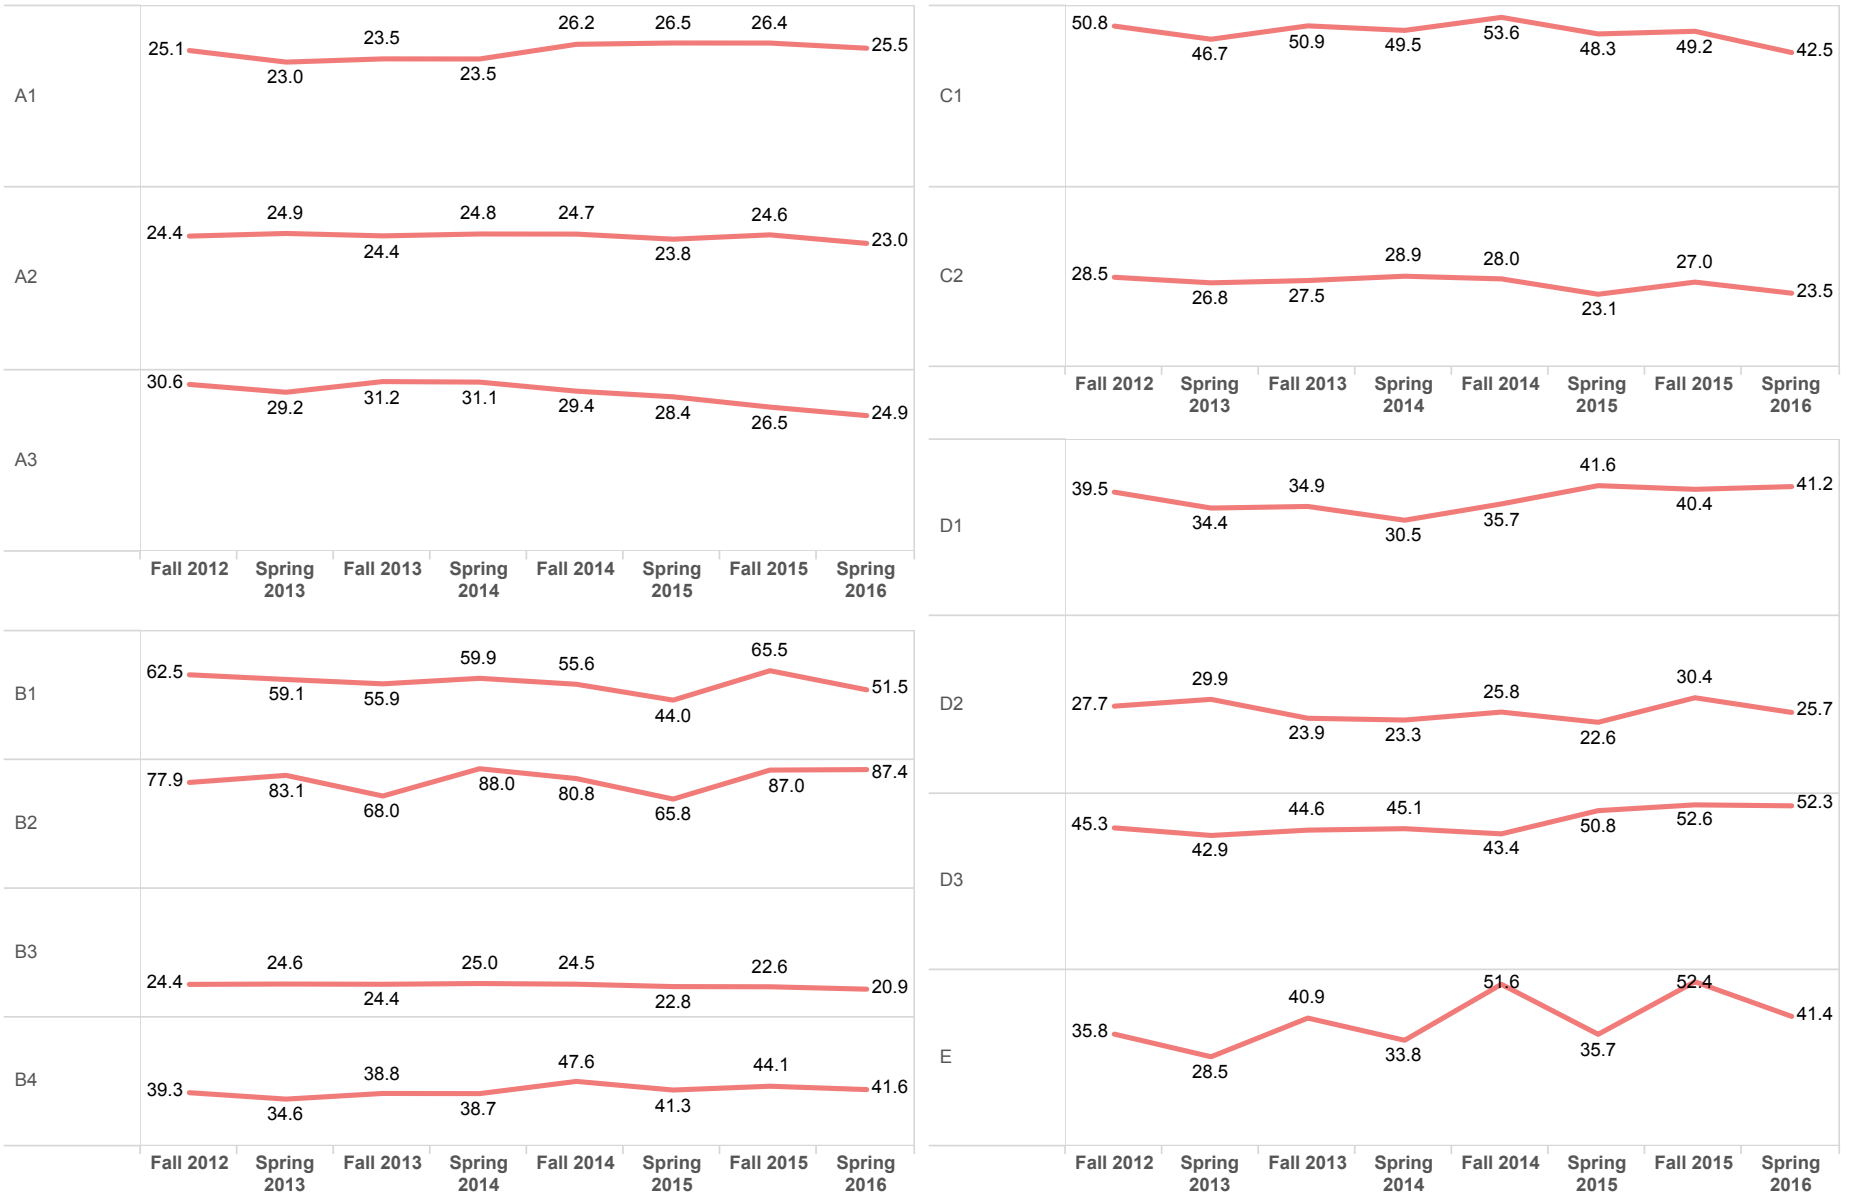 A1
25.1 23.0 23.5 23.5 26.2 26.5 26.4 25.5
A2
24.4 24.9 24.4 24.8 24.7 23.8 24.6 23.0
A3
30.6 29.2 31.2 31.1 29.4 28.4 26.5 24.9
Fall 2012 Spring 2013 Fall 2013 Spring 2014 Fall 2014 Spring 2015 Fall 2015 Spring 2016
B1
62.5 59.1 55.9 59.9 55.6 44.0 65.5 51.5
B2
77.9 83.1 68.0 88.0 80.8 65.8 87.0 87.4
B3
24.4 24.6 24.4 25.0 24.5 22.8 22.6 20.9
B4
39.3 34.6 38.8 38.7 47.6 41.3 44.1 41.6
Fall 2012 Spring 2013 Fall 2013 Spring 2014 Fall 2014 Spring 2015 Fall 2015 Spring 2016
C1
50.8 46.7 50.9 49.5 53.6 48.3 49.2 42.5
C2
28.5 26.8 27.5 28.9 28.0 23.1 27.0 23.5
Fall 2012 Spring 2013 Fall 2013 Spring 2014 Fall 2014 Spring 2015 Fall 2015 Spring 2016
D1
39.5 34.4 34.9 30.5 35.7 41.6 40.4 41.2
D2
27.7 29.9 23.9 23.3 25.8 22.6 30.4 25.7
D3
45.3 42.9 44.6 45.1 43.4 50.8 52.6 52.3
E
35.8 28.5 40.9 33.8 51.6 35.7 52.4 41.4
Fall 2012 Spring 2013 Fall 2013 Spring 2014 Fall 2014 Spring 2015 Fall 2015 Spring 2016